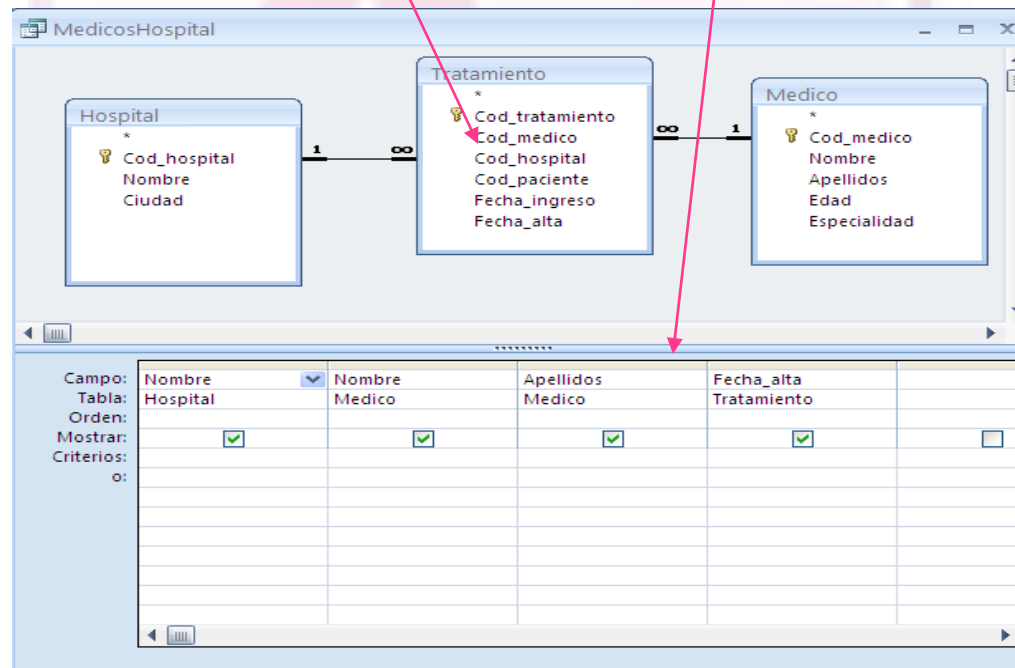 MedicosHospital
Hospital
*
Cod_hospital
Nombre
Ciudad
1 ∞
Tratamiento
*
Cod_tratamiento
Cod_medico
Cod_hospital
Cod_paciente
Fecha_ingreso
Fecha_alta
∞ 1
Medico
*
Cod_medico
Nombre
Apellidos
Edad
Especialidad
Campo: Nombre Nombre Apellidos Fecha_alta
Tabla: Hospital Medico Medico Tratamiento
Orden:
Mostrar:
Criterios:
o: